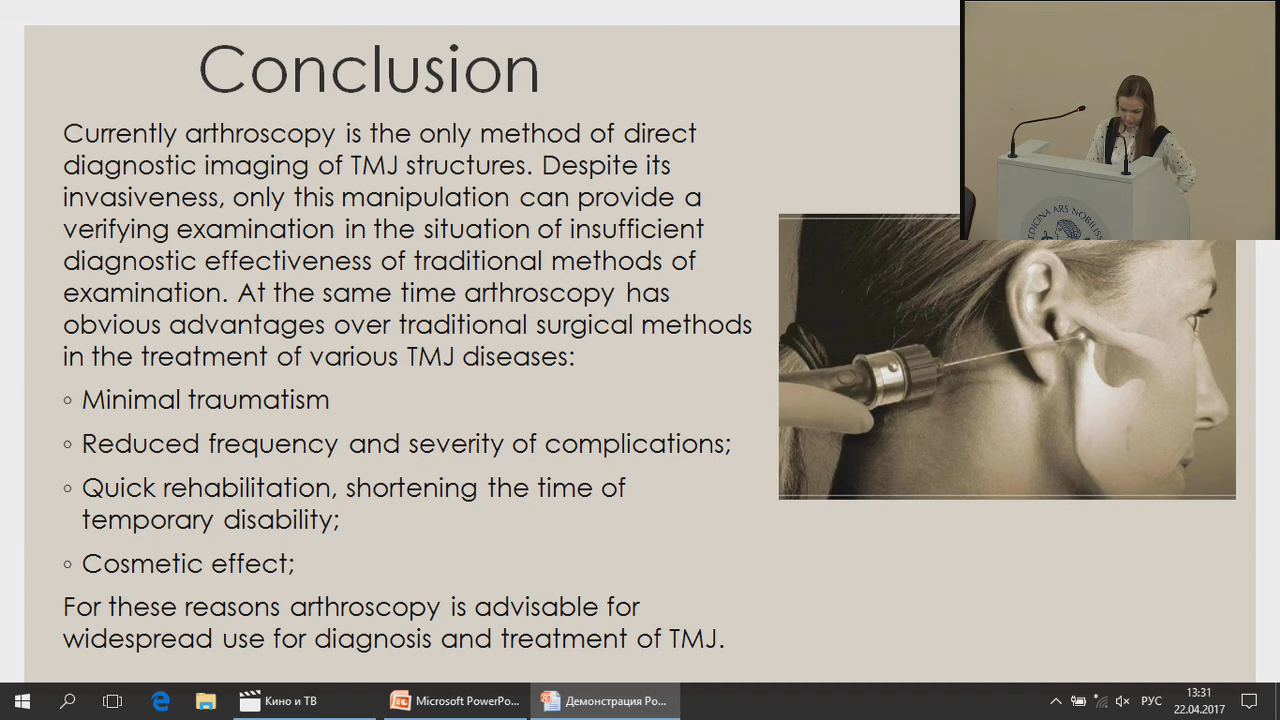 Conclusion
Currently arthroscopy is the only method of direct
diagnostic imaging of TMJ structures. Despite its
invasiveness, only this manipulation can provide a
verifying examination in the situation of insufficient
diagnostic effectiveness of traditional methods of
examination. At the same time arthroscopy has
obvious advantages over traditional surgical methods
in the treatment of various TMJ diseases:
◦ Minimal traumatism
◦ Reduced frequency and severity of complications;
◦ Quick rehabilitation, shortening the time of
temporary disability;
◦ Cosmetic effect;
For these reasons arthroscopy is advisable for
widespread use for diagnosis and treatment of TMJ.
MEDICINA ARS NOBILISS
Кино и ТВ
Microsoft PowerPo...
Демонстрация Po...
РУС
13:31
22.04.2017